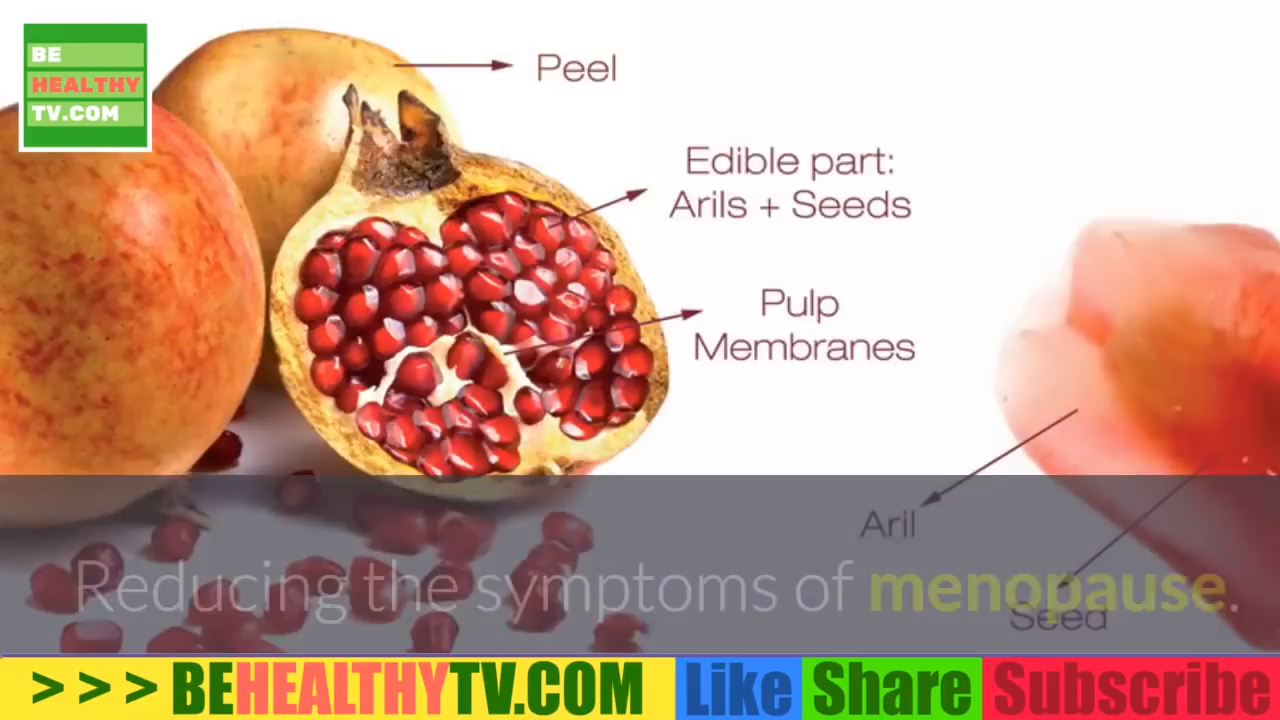 BE
HEALTHY
TV.COM
Peel
Edible part:
Arils + Seeds
Pulp
Membranes
Aril
Reducing the symptoms of menopause.
Seed
> > > BEHEALTHYTV.COM Like Share Subscribe